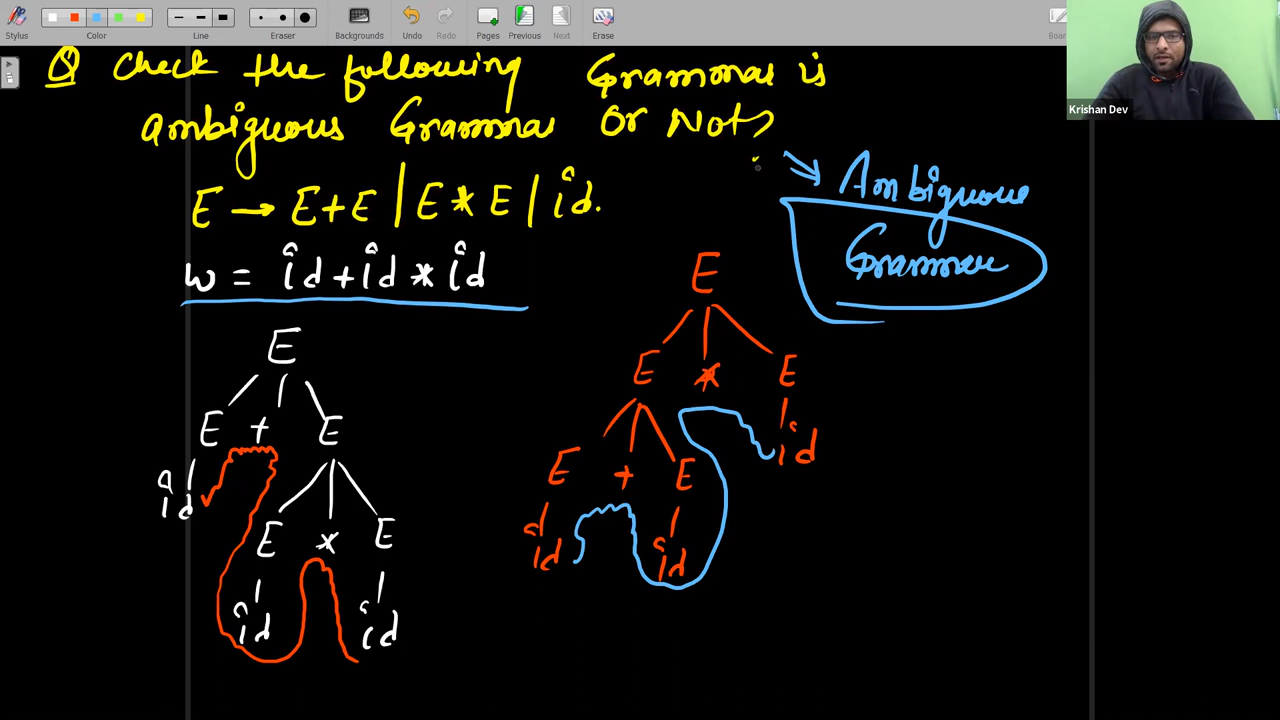 Stylus Color Line Eraser Backgrounds Undo Redo Pages Previous Next Erase Boar
Krishan Dev
Q Check the following Grammar is
ambiguous Grammar Or Not?
E → E+E | E * E | id.
w = id+id * id
→ Ambiguous
Grammar
E
E + E
id
E * E
id id
E
E * E
E + E id
id id